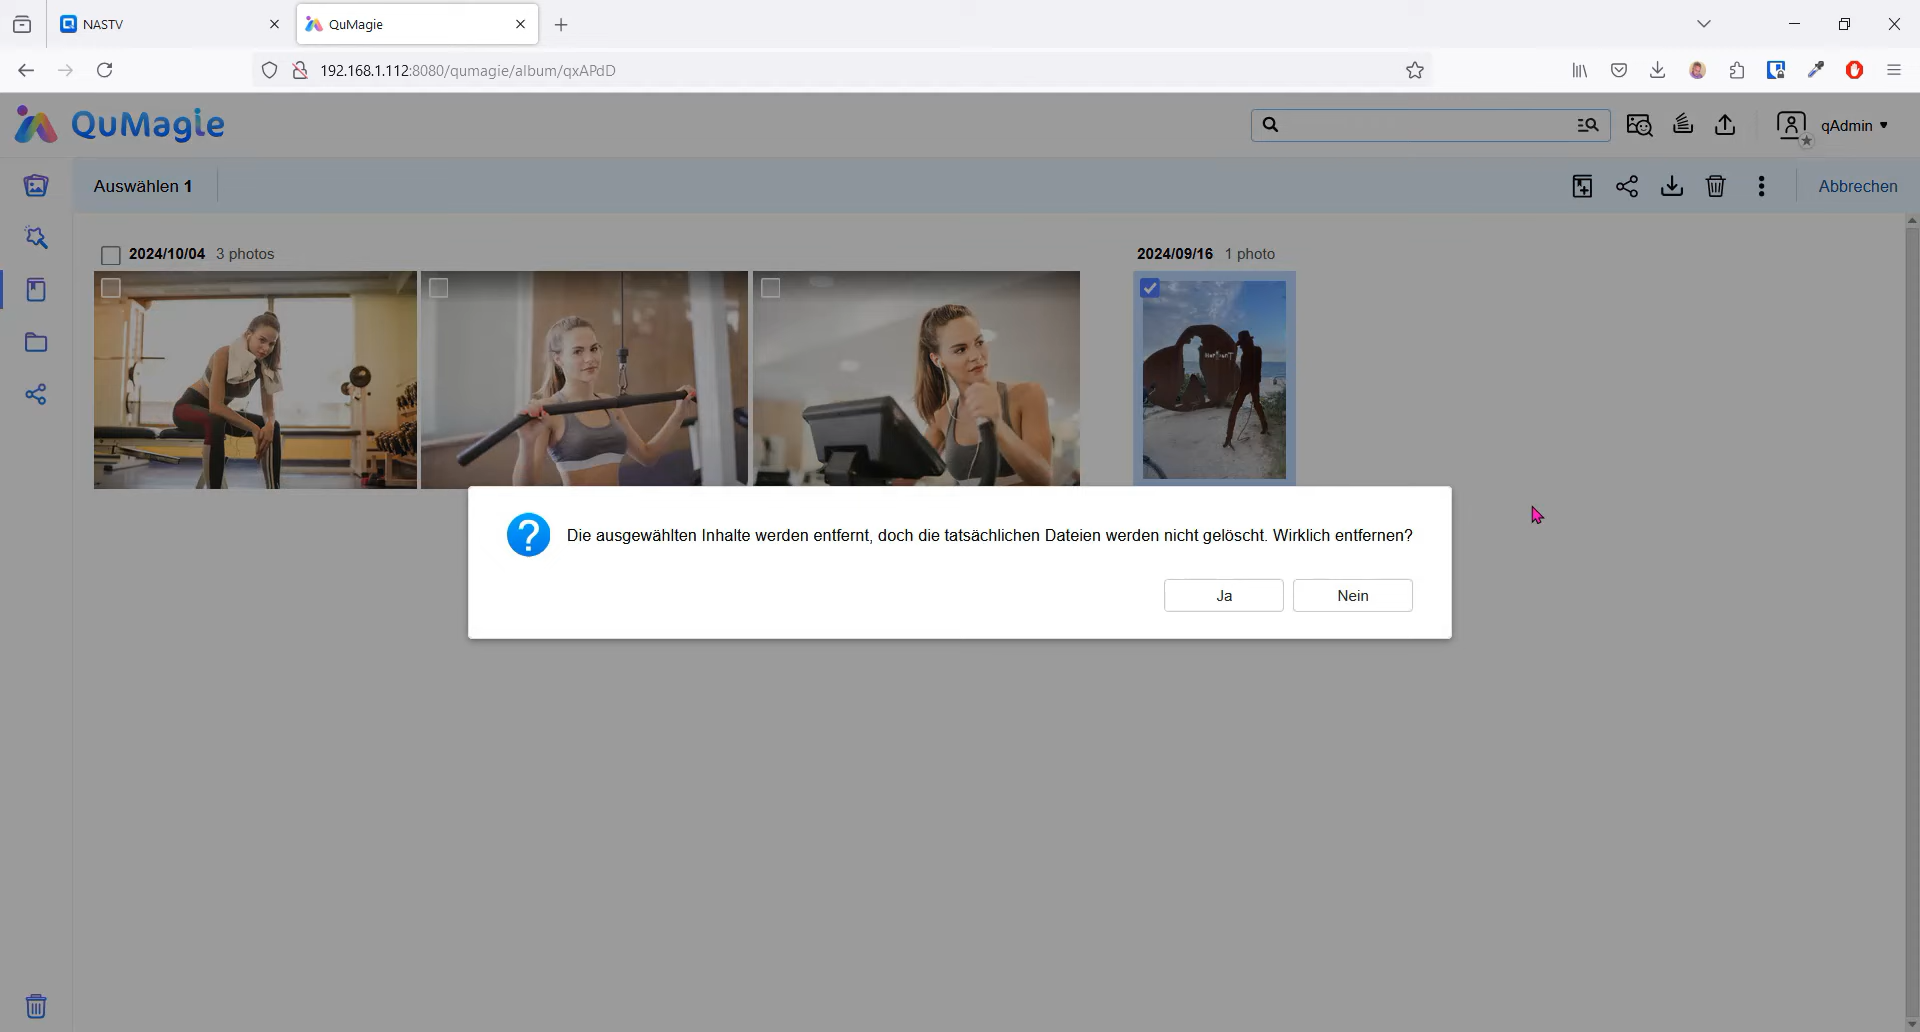 NASTV
QuMagie
192.168.1.112:8080/qumagie/album/qxAPdD
QuMagie
qAdmin
Auswählen 1
Abbrechen
2024/10/04 3 photos
2024/09/16 1 photo
Die ausgewählten Inhalte werden entfernt, doch die tatsächlichen Dateien werden nicht gelöscht. Wirklich entfernen?
Ja
Nein